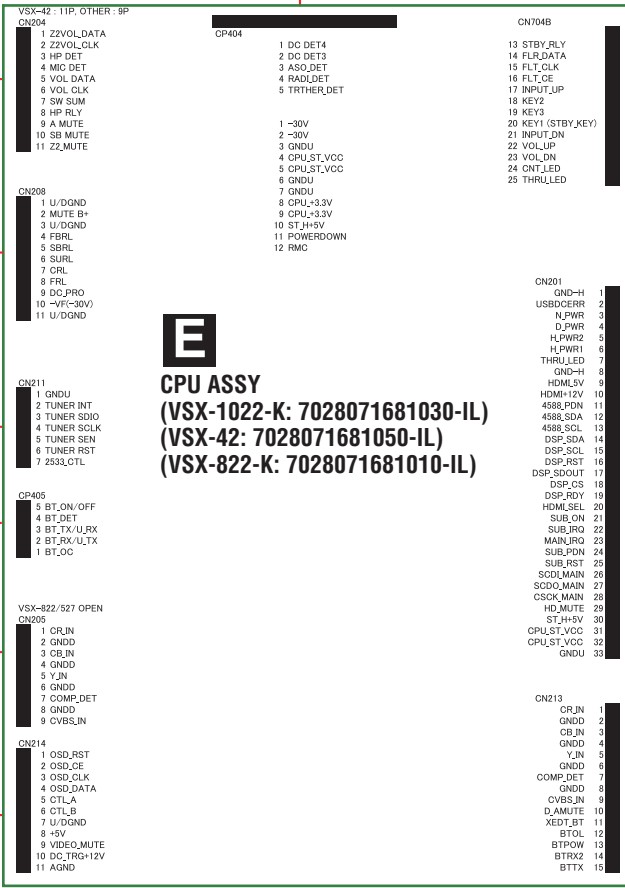 VSX-42 : 11P, OTHER : 9P
CN204
1 Z2VOL_DATA
2 Z2VOL_CLK
3 HP DET
4 MIC DET
5 VOL DATA
6 VOL CLK
7 SW SUM
8 HP RLY
9 A MUTE
10 SB MUTE
11 Z2_MUTE
CN208
1 U/DGND
2 MUTE B+
3 U/DGND
4 FBRL
5 SBRL
6 SURL
7 CRL
8 FRL
9 DC_PRO
10 -VF(-30V)
11 U/DGND
CN211
1 GNDU
2 TUNER INT
3 TUNER SDIO
4 TUNER SCLK
5 TUNER SEN
6 TUNER RST
7 2533_CTL
CP405
5 BT_ON/OFF
4 BT_DET
3 BT_TX/U_RX
2 BT_RX/U_TX
1 BT_OC
VSX-822/527 OPEN
CN205
1 CR_IN
2 GNDD
3 CB_IN
4 GNDD
5 Y_IN
6 GNDD
7 COMP_DET
8 GNDD
9 CVBS_IN
CN214
1 OSD_RST
2 OSD_CE
3 OSD_CLK
4 OSD_DATA
5 CTL_A
6 CTL_B
7 U/DGND
8 +5V
9 VIDEO_MUTE
10 DC_TRG+12V
11 AGND
CP404
1 DC DET4
2 DC DET3
3 ASO_DET
4 RADI_DET
5 TRTHER_DET
1 -30V
2 -30V
3 GNDU
4 CPU_ST_VCC
5 CPU_ST_VCC
6 GNDU
7 GNDU
8 CPU_+3.3V
9 CPU_+3.3V
10 ST_H+5V
11 POWERDOWN
12 RMC
E
CPU ASSY
(VSX-1022-K: 7028071681030-IL)
(VSX-42: 7028071681050-IL)
(VSX-822-K: 7028071681010-IL)
CN704B
13 STBY_RLY
14 FLR_DATA
15 FLT_CLK
16 FLT_CE
17 INPUT_UP
18 KEY2
19 KEY3
20 KEY1 (STBY_KEY)
21 INPUT_DN
22 VOL_UP
23 VOL_DN
24 CNT_LED
25 THRU_LED
CN201
GND-H 1
USBDCERR 2
N_PWR 3
D_PWR 4
H_PWR2 5
H_PWR1 6
THRU_LED 7
GND-H 8
HDMI_5V 9
HDMI+12V 10
4588_PDN 11
4588_SDA 12
4588_SCL 13
DSP_SDA 14
DSP_SCL 15
DSP_RST 16
DSP_SDOUT 17
DSP_CS 18
DSP_RDY 19
HDMI_SEL 20
SUB_ON 21
SUB_IRQ 22
MAIN_IRQ 23
SUB_PDN 24
SUB_RST 25
SCDI_MAIN 26
SCDO_MAIN 27
CSCK_MAIN 28
HD_MUTE 29
ST_H+5V 30
CPU_ST_VCC 31
CPU_ST_VCC 32
GNDU 33
CN213
CR_IN 1
GNDD 2
CB_IN 3
GNDD 4
Y_IN 5
GNDD 6
COMP_DET 7
GNDD 8
CVBS_IN 9
D_AMUTE 10
XEDT_BT 11
BTOL 12
BTPOW 13
BTRX2 14
BTTX 15